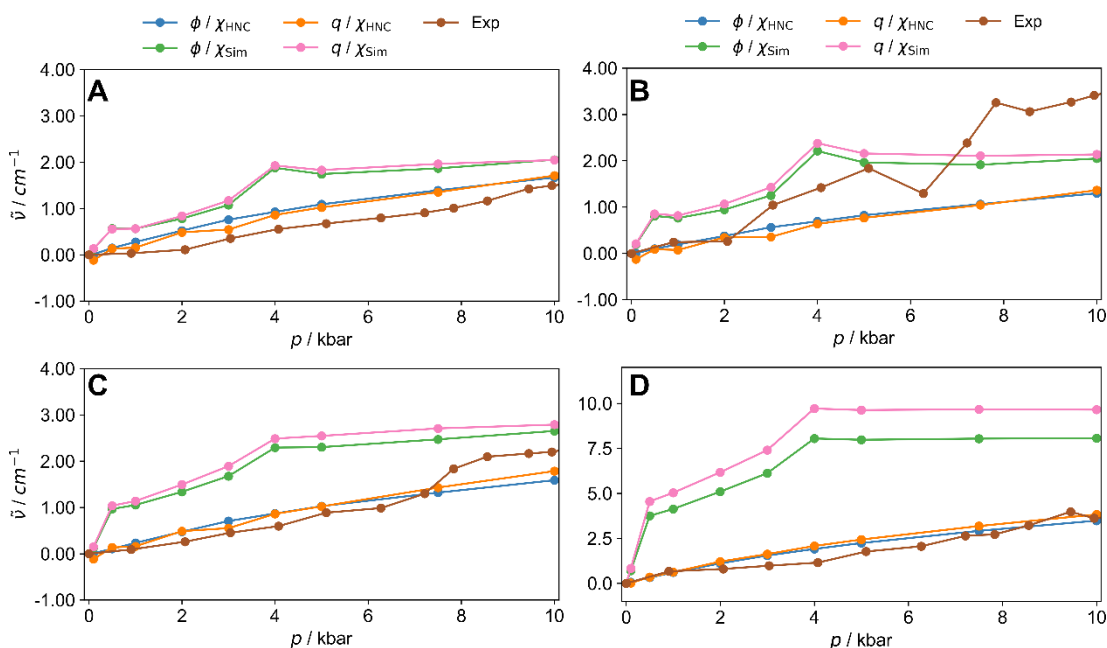 ϕ / χHNC q / χHNC Exp
ϕ / χSim q / χSim
ϕ / χHNC q / χHNC Exp
ϕ / χSim q / χSim
A
4.00
3.00
2.00
1.00
0.00
-1.00
ν̃ / cm⁻¹
0 2 4 6 8 10
p / kbar
B
4.00
3.00
2.00
1.00
0.00
-1.00
0 2 4 6 8 10
p / kbar
C
4.00
3.00
2.00
1.00
0.00
-1.00
ν̃ / cm⁻¹
0 2 4 6 8 10
p / kbar
D
10.0
7.5
5.0
2.5
0.0
0 2 4 6 8 10
p / kbar